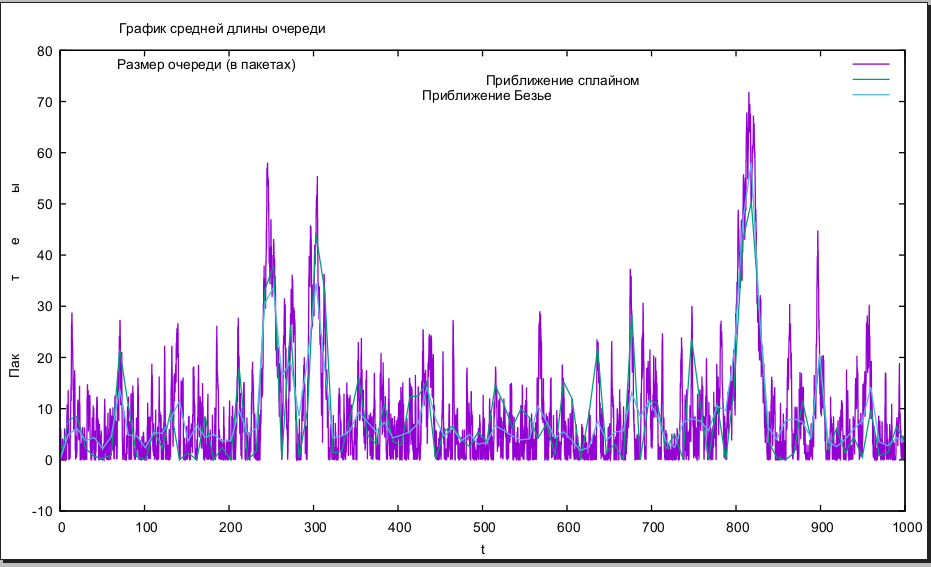 График средней длины очереди
Размер очереди (в пакетах)
Приближение сплайном
Приближение Безье
80
70
60
50
40
30
20
10
0
-10
Пакеты
0 100 200 300 400 500 600 700 800 900 1000
t